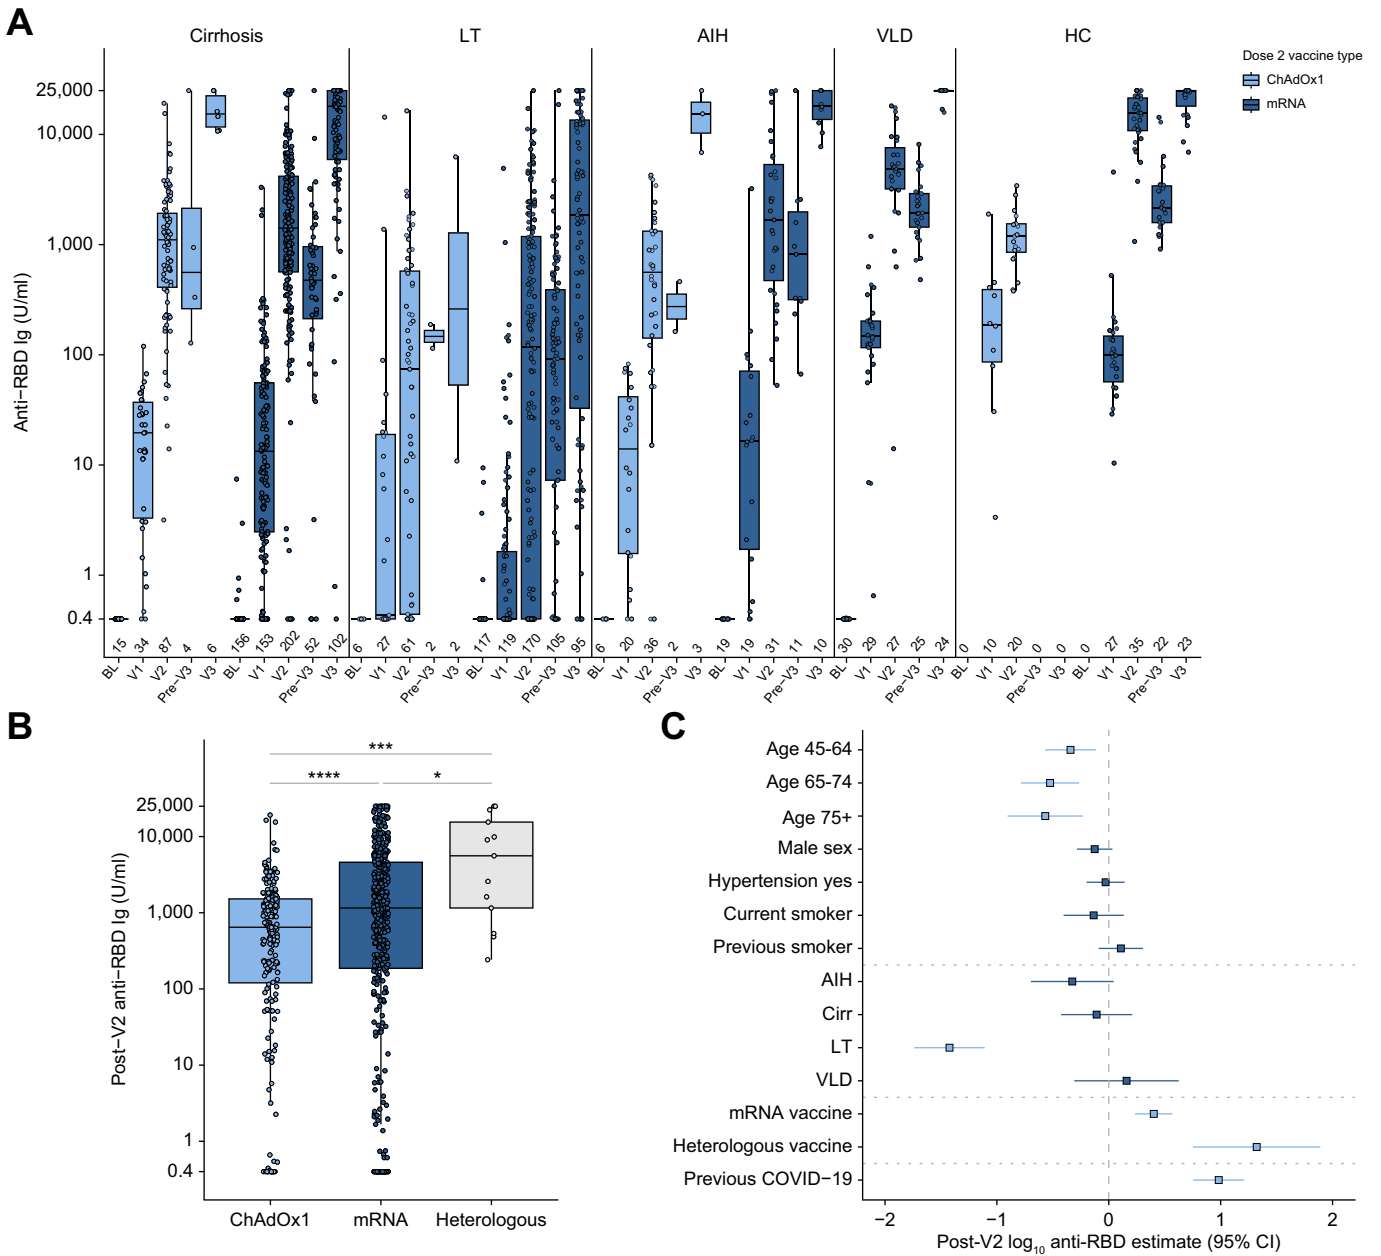 A
Cirrhosis LT AIH VLD HC
Dose 2 vaccine type
ChAdOx1
mRNA
Anti-RBD Ig (U/ml)
25,000
10,000
1,000
100
10
1
0.4
15 34 87 4 6 156 153 202 52 102 6 27 61 2 2 117 119 170 105 95 6 20 36 2 3 19 19 31 11 10 30 29 27 25 24 0 10 20 0 0 0 27 35 22 23
BL V1 V2 Pre-V3 V3 BL V1 V2 Pre-V3 V3 BL V1 V2 Pre-V3 V3 BL V1 V2 Pre-V3 V3 BL V1 V2 Pre-V3 V3 BL V1 V2 Pre-V3 V3 BL V1 V2 Pre-V3 V3 BL V1 V2 Pre-V3 V3 BL V1 V2 Pre-V3 V3
B
*** 
**** *
Post−V2 anti−RBD Ig (U/ml)
25,000
10,000
1,000
100
10
1
0.4
ChAdOx1 mRNA Heterologous
C
Age 45-64
Age 65-74
Age 75+
Male sex
Hypertension yes
Current smoker
Previous smoker
AIH
Cirr
LT
VLD
mRNA vaccine
Heterologous vaccine
Previous COVID−19
−2 −1 0 1 2
Post-V2 log10 anti-RBD estimate (95% CI)